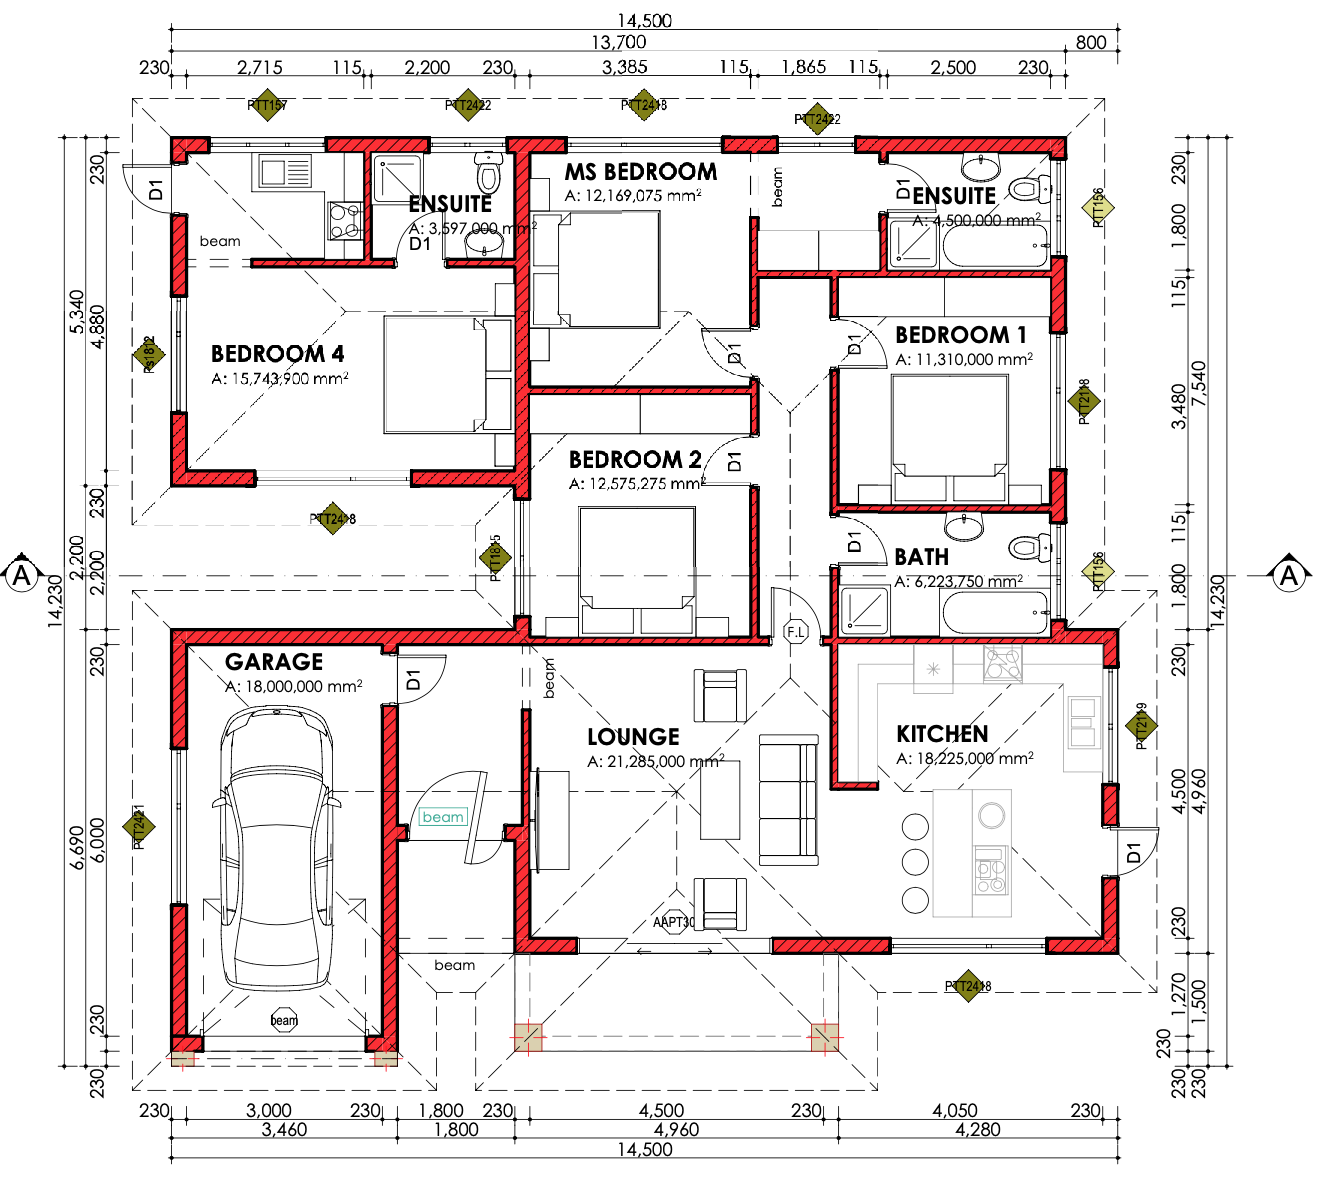 14,500
13,700
800
230
2,715
115
2,200
230
3,385
115
1,865
115
2,500
230
PTT157
PTT2422
PTT2413
PTT2422
230
D1
MS BEDROOM
A: 12,169,075 mm²
beam
D1
ENSUITE
A: 4,500,000 mm²
ENSUITE
A: 3,597,000 mm²
D1
beam
PTT156
230
1,800
5,340
4,880
PS1812
BEDROOM 4
A: 15,743,900 mm²
D1
D1
BEDROOM 1
A: 11,310,000 mm²
115
3,480
7,540
PTT2118
BEDROOM 2
A: 12,575,275 mm²
D1
PTT2418
230
2,200
2,200
PTT1815
D1
BATH
A: 6,223,750 mm²
PTT156
115
1,800
A
A
14,230
14,230
F.L
GARAGE
A: 18,000,000 mm²
D1
beam
230
230
LOUNGE
A: 21,285,000 mm²
KITCHEN
A: 18,225,000 mm²
PTT2119
4,500
4,960
PTT2421
6,690
6,000
beam
D1
AAPT30
230
beam
PTT2418
1,270
1,500
beam
230
230
230
230
230
230
3,000
230
1,800
230
4,500
230
4,050
230
3,460
1,800
4,960
4,280
14,500